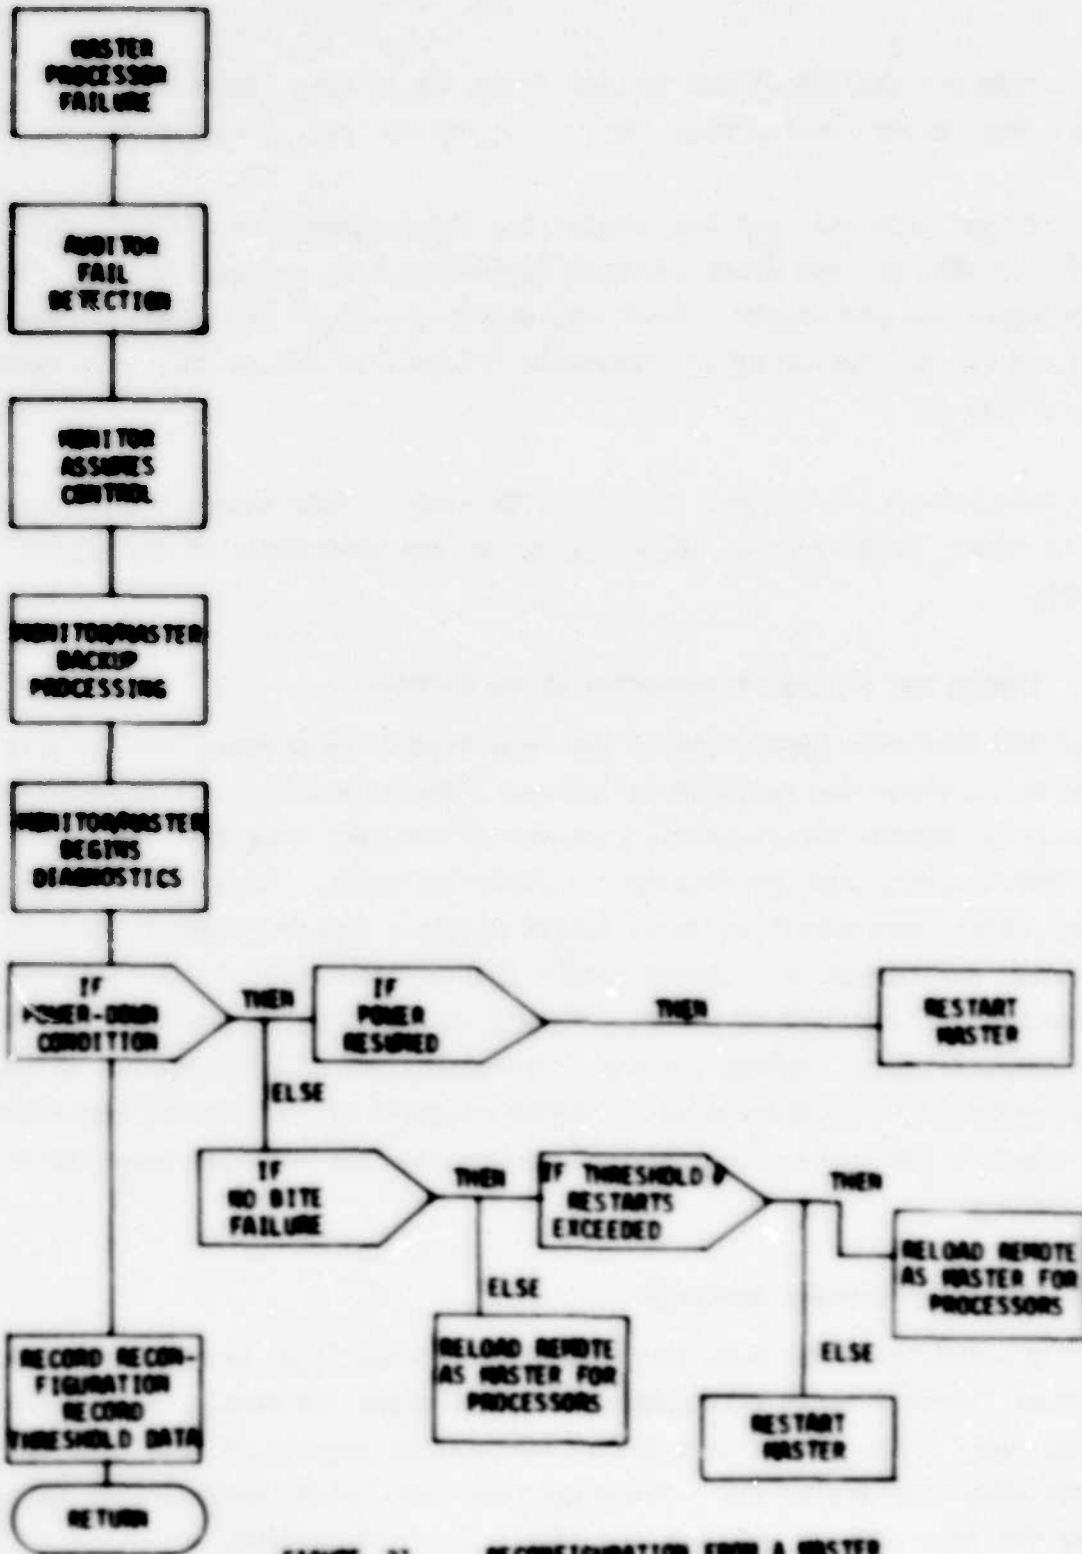 MASTER
PROCESSOR
FAILURE
AUDITOR
FAIL
DETECTION
MONITOR
ASSUMES
CONTROL
MONITOR/MASTER
BACKUP
PROCESSING
MONITOR/MASTER
BEGINS
DIAGNOSTICS
IF
POWER-DOWN
CONDITION
THEN
IF
POWER
RESUMED
THEN
RESTART
MASTER
ELSE
IF
NO BITE
FAILURE
THEN
IF THRESHOLD #
RESTARTS
EXCEEDED
THEN
RELOAD REMOTE
AS MASTER FOR
PROCESSORS
ELSE
RELOAD REMOTE
AS MASTER FOR
PROCESSORS
ELSE
RESTART
MASTER
RECORD RECON-
FIGURATION
RECORD
THRESHOLD DATA
RETURN
FIGURE RECONFIGURATION FROM A MASTER